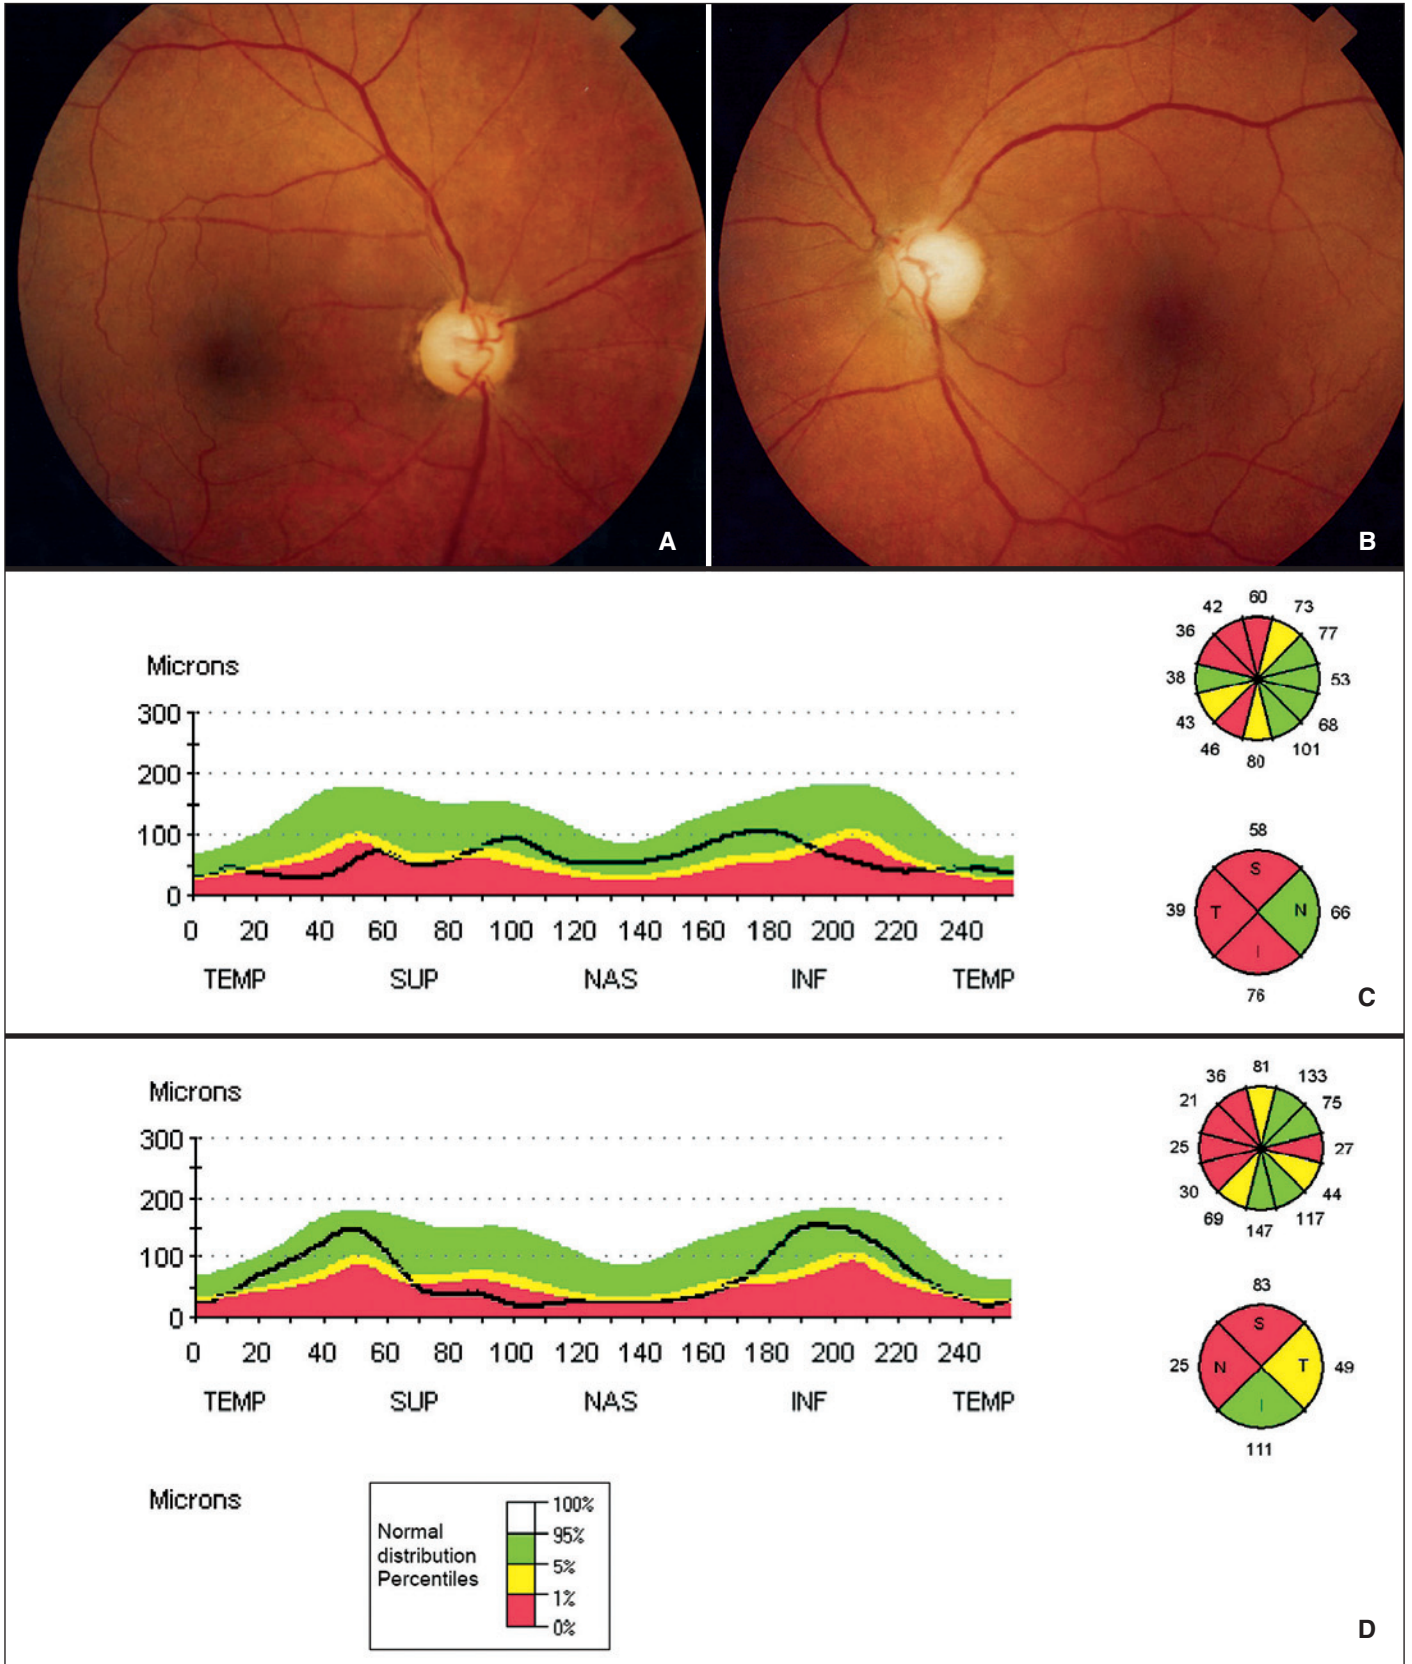 A
B
Microns
300
200
100
0
0 20 40 60 80 100 120 140 160 180 200 220 240
TEMP SUP NAS INF TEMP
60
42 73
36 77
38 53
43 68
46 101
80
58
S
39 T N 66
I
76
C
Microns
300
200
100
0
0 20 40 60 80 100 120 140 160 180 200 220 240
TEMP SUP NAS INF TEMP
81
36 133
21 75
25 27
30 44
69 117
147
83
S
25 N T 49
I
111
Microns
Normal
distribution
Percentiles
100%
95%
5%
1%
0%
D